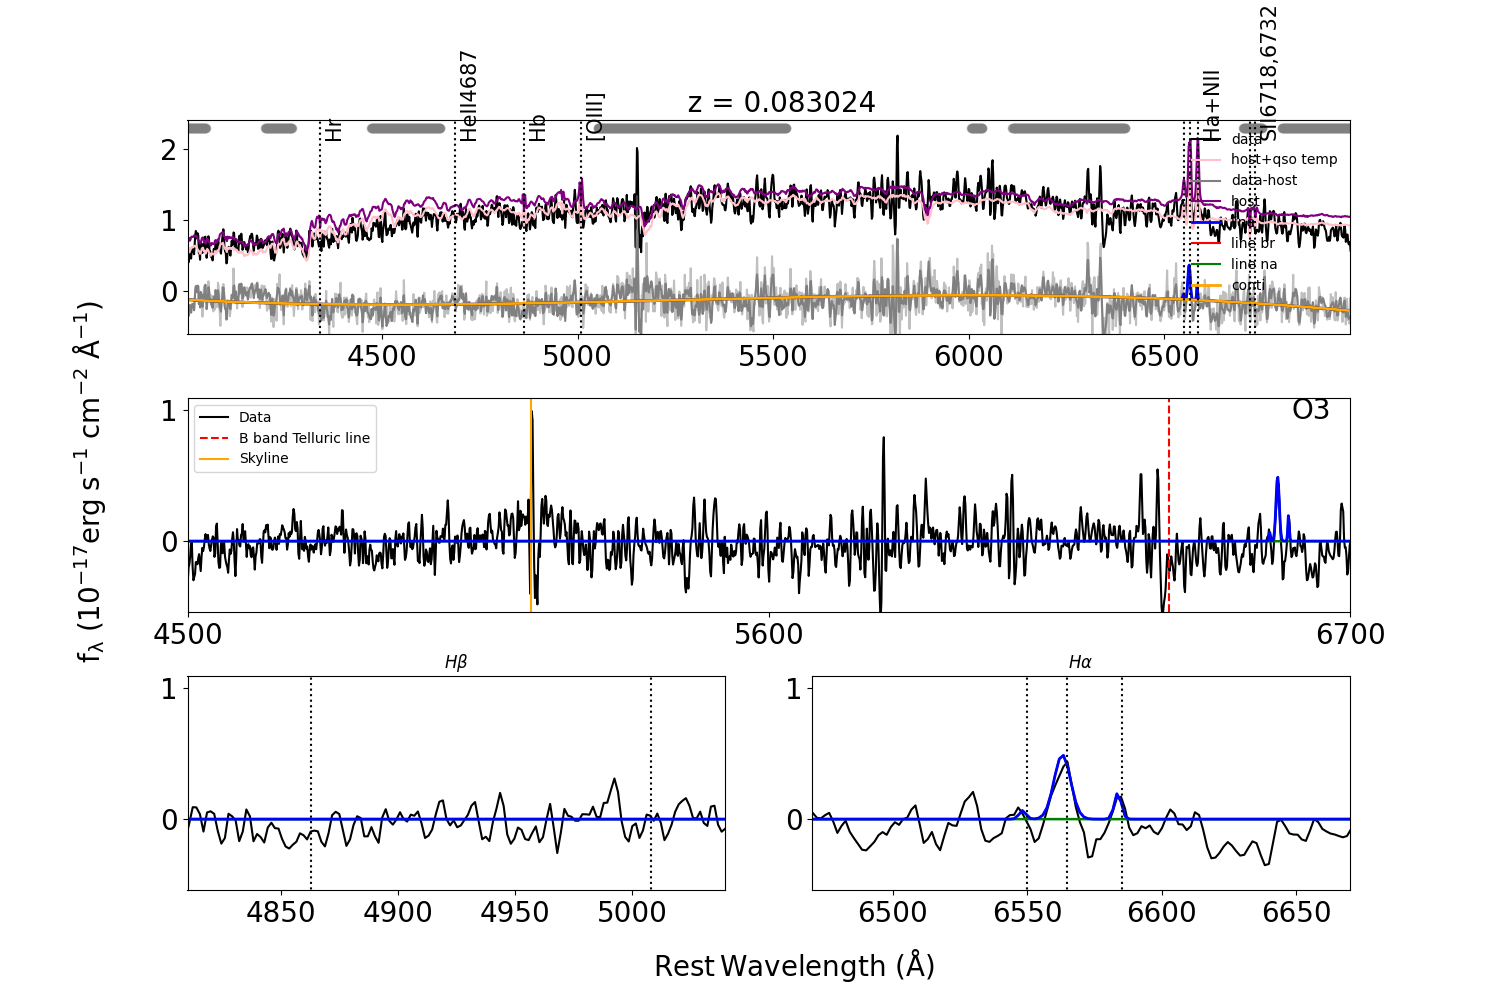 z = 0.083024
Hr
HeII4687
Hb
[OIII]
Ha+NII
SII6718,6732
data
host+qso temp
data-host
host
line br
line na
conti
2
1
0
4500
5000
5500
6000
6500
fλ (10⁻¹⁷erg s⁻¹ cm⁻² Å⁻¹)
O3
Data
B band Telluric line
Skyline
1
0
4500
5600
6700
Hβ
1
0
4850
4900
4950
5000
Hα
1
0
6500
6550
6600
6650
Rest Wavelength (Å)